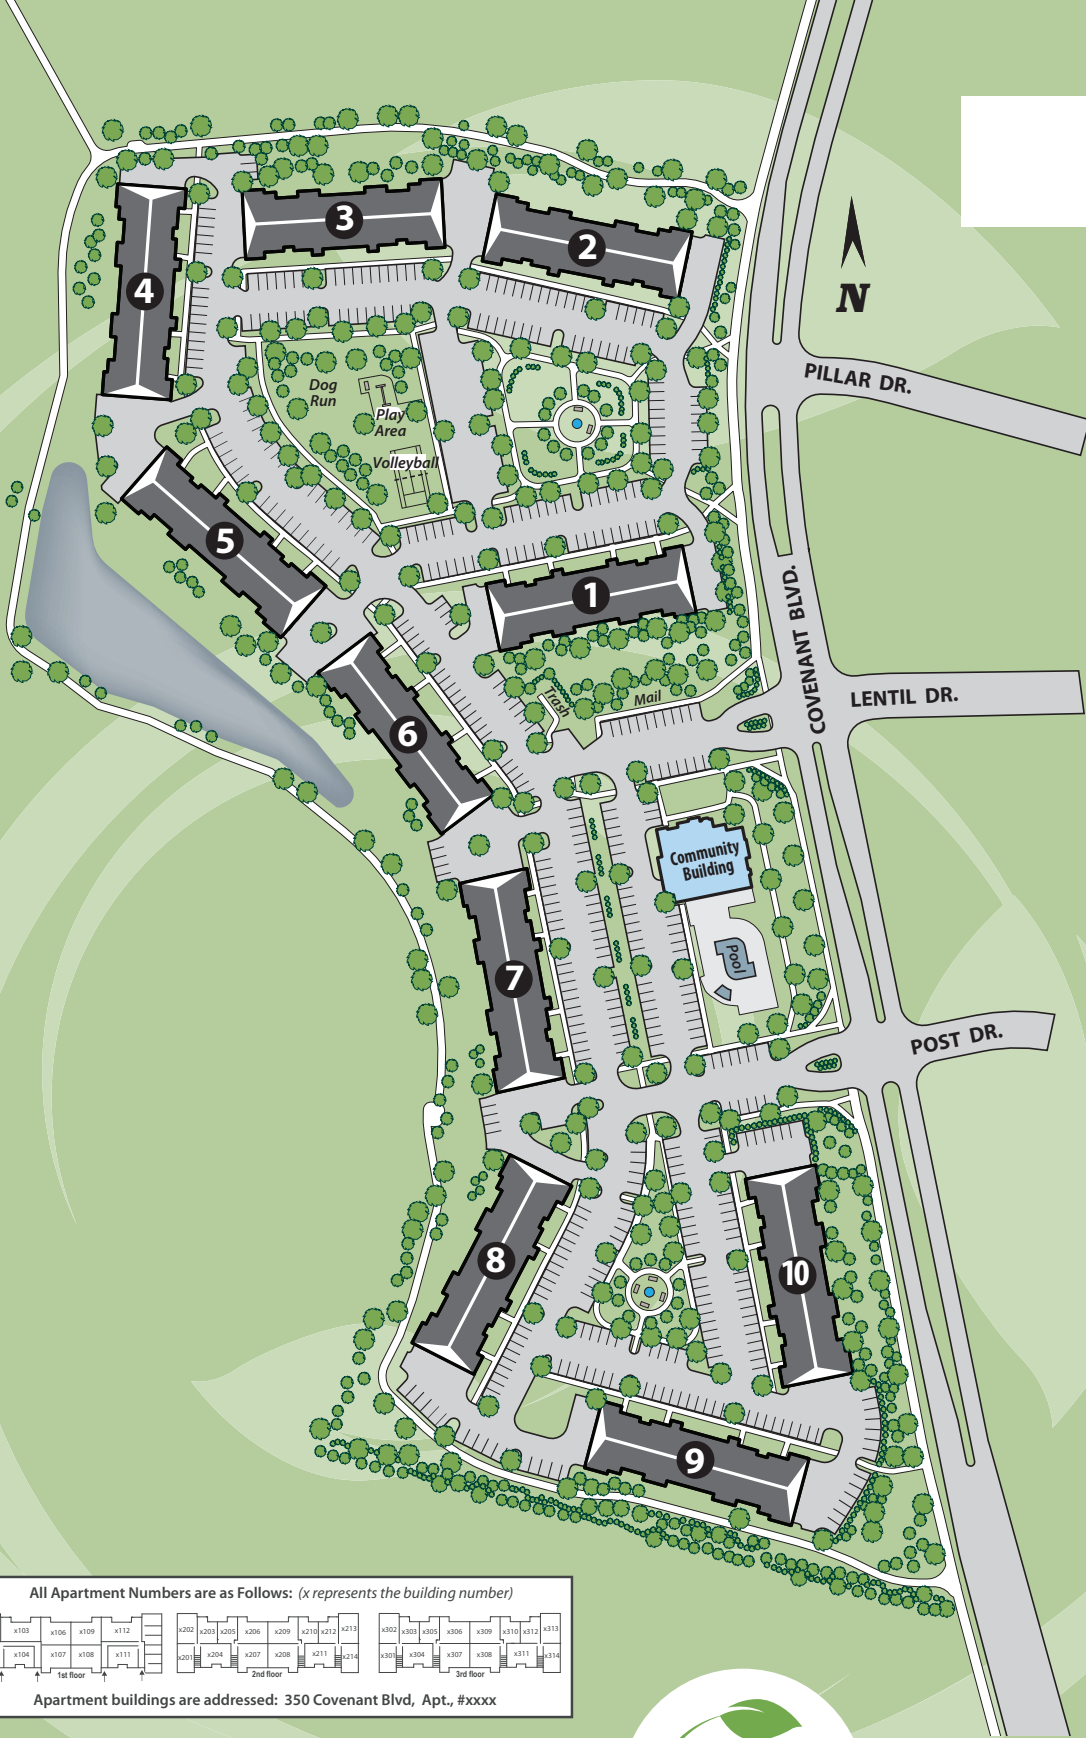 3
2
4
N
PILLAR DR.
Dog
Run
Play
Area
Volleyball
5
1
COVENANT BLVD.
Trash
Mail
LENTIL DR.
6
Community
Building
7
Pool
POST DR.
8
10
9
All Apartment Numbers are as Follows: (x represents the building number)
x103 x106 x109 x112
x104 x107 x108 x111
1st floor
x202 x203 x205 x206 x209 x210 x212 x213
x201 x204 x207 x208 x211 x214
2nd floor
x302 x303 x305 x306 x309 x310 x312 x313
x301 x304 x307 x308 x311 x314
3rd floor
Apartment buildings are addressed: 350 Covenant Blvd, Apt., #xxxx